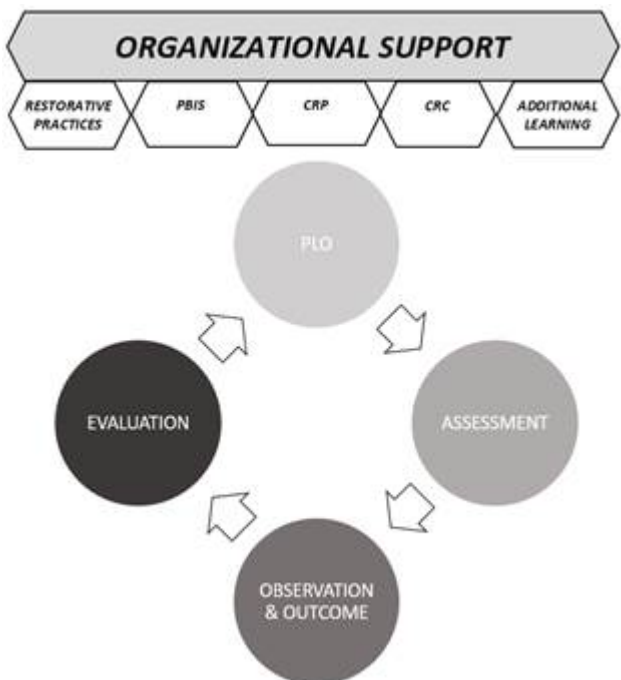 ORGANIZATIONAL SUPPORT
RESTORATIVE
PRACTICES
PBIS
CRP
CRC
ADDITIONAL
LEARNING
PLO
EVALUATION
ASSESSMENT
OBSERVATION
& OUTCOME